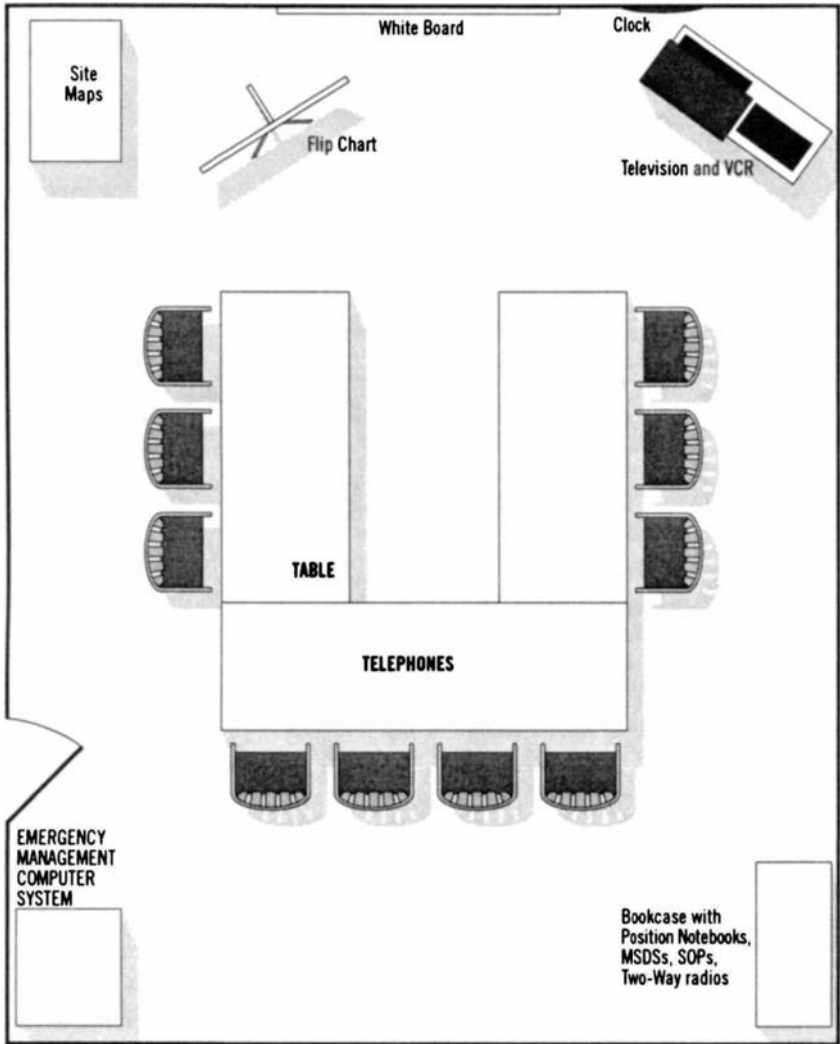 White Board
Clock
Site
Maps
Flip Chart
Television and VCR
TABLE
TELEPHONES
EMERGENCY
MANAGEMENT
COMPUTER
SYSTEM
Bookcase with
Position Notebooks,
MSDSs, SOPs,
Two-Way radios